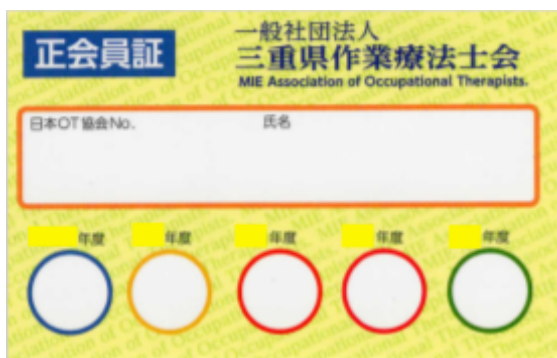 正会員証
一般社団法人
三重県作業療法士会
MIE Association of Occupational Therapists.
日本OT協会No. 氏名
年度 年度 年度 年度 年度